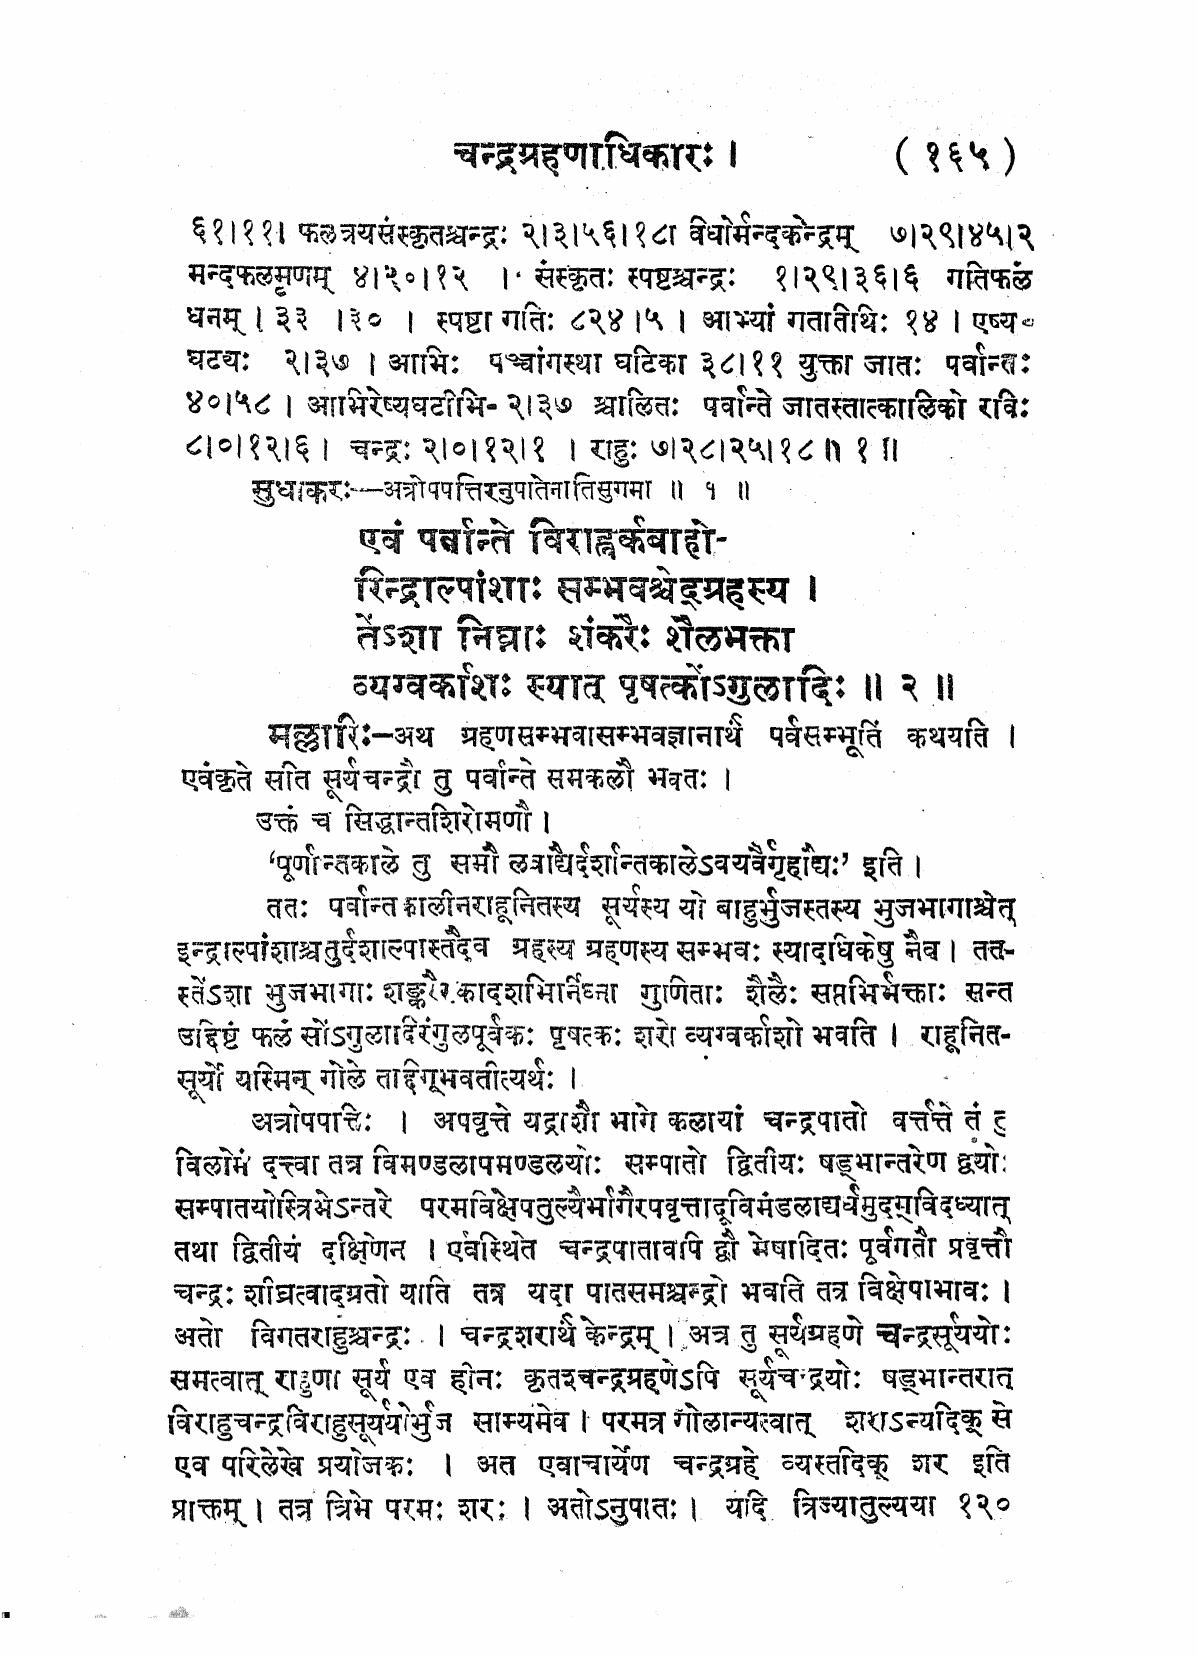 चन्द्रग्रहणाधिकारः । ( १६५ )
६१।११। फलत्रयसंस्कृतश्चन्द्रः २।३।५६।१८। विधोर्मन्दकेन्द्रम् ७।२९।४५।२
मन्दफलमृणम् ४।५०।१२ । संस्कृतः स्पष्टश्चन्द्रः १।२९।३६।६ गतिफलं
धनम् । ३३ ।३० । स्पष्टा गतिः ८२४।५ । आभ्यां गतातिथिः १४ । एष्य-
घट्यः २।३७ । आभिः पञ्चांगस्था घटिका ३८।११ युक्ता जातः पर्वान्तः
४०।५८ । आभिरेष्यघटीभि- २।३७ श्चालितः पर्वान्ते जातस्तात्कालिको रविः
८।०।१२।६ । चन्द्रः २।०।१२।१ । राहुः ७।२८।२५।१८॥ १ ॥
सुधाकरः—अत्रोपपत्तिरनुपातेनातिसुगमा ॥ १ ॥
एवं पर्वान्ते विराह्वर्कबाहो-
रिन्द्राल्पांशाः सम्भवश्चेद्ग्रहस्य ।
तेंऽशा निघ्नाः शंकरैः शैलभक्ता
व्यग्वर्काशः स्यात् पृषत्कोंऽगुलादिः ॥ २ ॥
मल्लारिः—अथ ग्रहणसम्भवासम्भवज्ञानार्थं पर्वसम्भूतिं कथयति ।
एवंकृते सति सूर्यचन्द्रौ तु पर्वान्ते समकलौ भवतः ।
उक्तं च सिद्धान्तशिरोमणौ ।
‘पूर्णान्तकाले तु समौ लवाद्यैर्दर्शान्तकालेऽवयवैर्गृहाद्यैः’ इति ।
ततः पर्वान्तकालीनराहूनितस्य सूर्यस्य यो बाहुर्भुजस्तस्य भुजभागाश्चेत्
इन्द्राल्पांशाश्चतुर्दशाल्पास्तदैव ग्रहस्य ग्रहणस्य सम्भवः स्यादधिकेषु नैव । तत-
स्तेंऽशा भुजभागाः शङ्करैरेकादशभिर्निघ्ना गुणिताः शैलैः सप्तभिर्भक्ताः सन्त
उद्दिष्टं फलं सोंऽगुलादिरंगुलपूर्वकः पृषत्कः शरो व्यग्वर्काशो भवति । राहूनित-
सूर्यो यस्मिन् गोले तद्दिग्भवतीत्यर्थः ।
अत्रोपपत्तिः । अपवृत्ते यद्राशौ भागे कलायां चन्द्रपातो वर्त्तते तं तु
विलोमं दत्त्वा तत्र विमण्डलापमण्डलयोः सम्पातो द्वितीयः षड्भान्तरेण द्वयोः
सम्पातयोस्त्रिभेऽन्तरे परमविक्षेपतुल्यैर्भागैरपवृत्ताद्विमंडलाद्यर्धमुदग्विदध्यात्
तथा द्वितीयं दक्षिणेन । एवंस्थिते चन्द्रपातावपि द्वौ मेषादितः पूर्वगतौ प्रवृत्तौ
चन्द्रः शीघ्रत्वादग्रतो याति तत्र यदा पातसमश्चन्द्रो भवति तत्र विक्षेपाभावः ।
अतो विगतराहुश्चन्द्रः । चन्द्रशरार्थं केन्द्रम् । अत्र तु सूर्यग्रहणे चन्द्रसूर्ययोः
समत्वात् राहुणा सूर्य एव हीनः कृतश्चन्द्रग्रहणेऽपि सूर्यचन्द्रयोः षड्भान्तरात्
विराहुचन्द्रविराहुसूर्ययोर्भुज साम्यमेव । परमत्र गोलान्यत्वात् शराऽन्यदिक् से
एव परिलेखे प्रयोजकः । अत एवाचार्येण चन्द्रग्रहे व्यस्तदिक् शर इति
प्राक्तम् । तत्र त्रिभे परमः शरः । अतोऽनुपातः । यदि त्रिज्यातुल्यया १२०